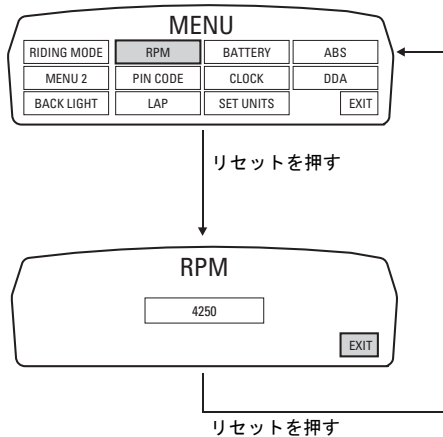 MENU
RIDING MODE RPM BATTERY ABS
MENU 2 PIN CODE CLOCK DDA
BACK LIGHT LAP SET UNITS EXIT
リセットを押す
RPM
4250
EXIT
リセットを押す